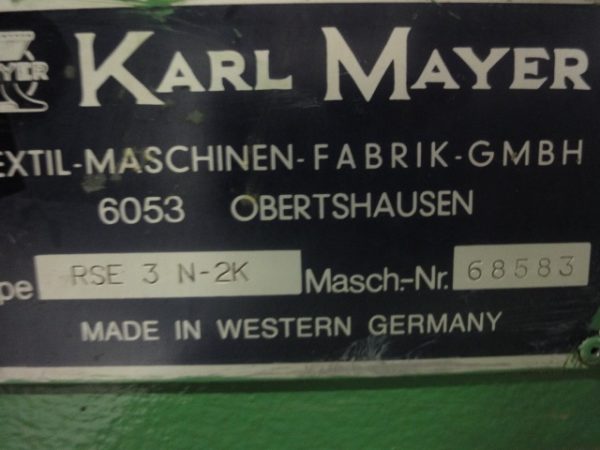 KARL MAYER
EXTIL-MASCHINEN-FABRIK-GMBH
6053 OBERTSHAUSEN
pe RSE 3 N-2K Masch.-Nr. 68583
MADE IN WESTERN GERMANY